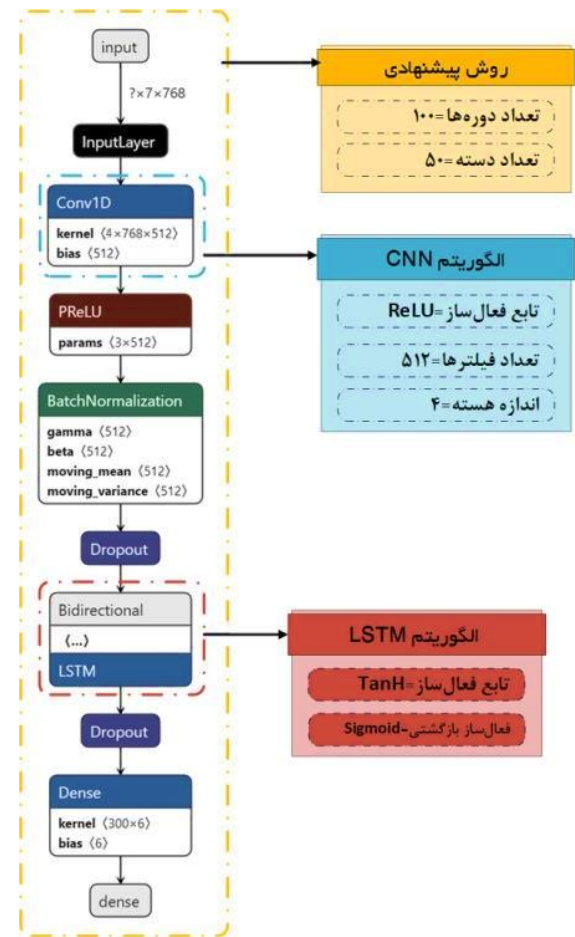 input
?×7×768
InputLayer
Conv1D
kernel ⟨4×768×512⟩
bias ⟨512⟩
PReLU
params ⟨3×512⟩
BatchNormalization
gamma ⟨512⟩
beta ⟨512⟩
moving_mean ⟨512⟩
moving_variance ⟨512⟩
Dropout
Bidirectional
⟨...⟩
LSTM
Dropout
Dense
kernel ⟨300×6⟩
bias ⟨6⟩
dense
روش پیشنهادی
تعداد دوره‌ها=۱۰۰
تعداد دسته=۵۰
الگوریتم CNN
تابع فعال‌ساز=ReLU
تعداد فیلترها=۵۱۲
اندازه هسته=۴
الگوریتم LSTM
تابع فعال‌ساز=TanH
فعال‌ساز بازگشتی=Sigmoid